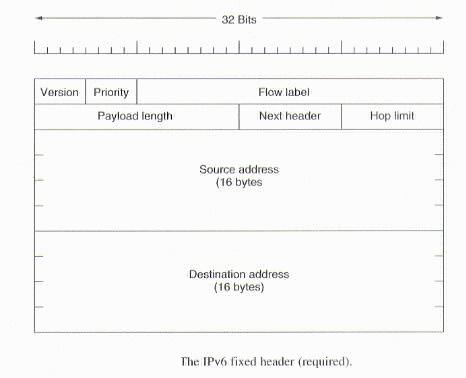 32 Bits
Version Priority Flow label
Payload length Next header Hop limit
Source address
(16 bytes
Destination address
(16 bytes)
The IPv6 fixed header (required).